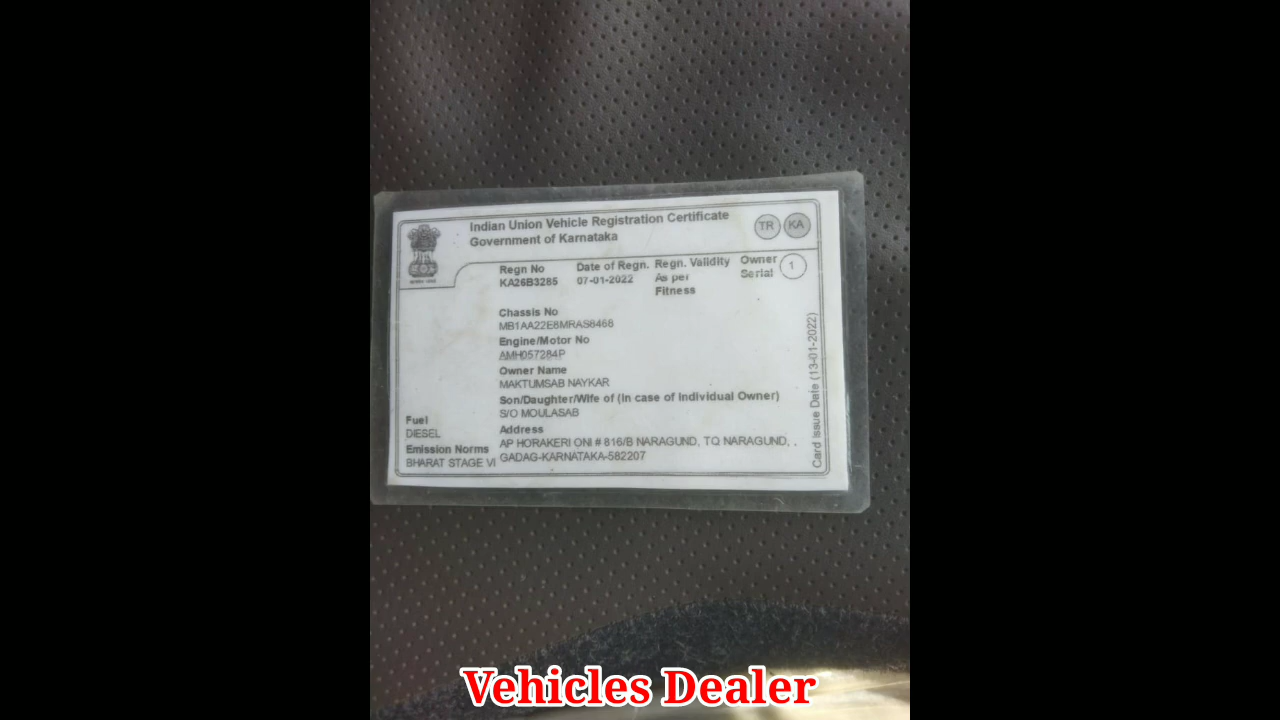 Indian Union Vehicle Registration Certificate
Government of Karnataka
TR KA
Regn No
KA26B3285
Date of Regn.
07-01-2022
Regn. Validity
As per
Fitness
Owner
Serial
1
Chassis No
MB1AA22E8MRAS8468
Engine/Motor No
AMH057284P
Owner Name
MAKTUMSAB NAYKAR
Son/Daughter/Wife of (In case of Individual Owner)
S/O MOULASAB
Address
AP HORAKERI ONI # 816/B NARAGUND, TQ NARAGUND, ,
GADAG-KARNATAKA-582207
Fuel
DIESEL
Emission Norms
BHARAT STAGE VI
Card Issue Date (13-01-2022)
Vehicles Dealer